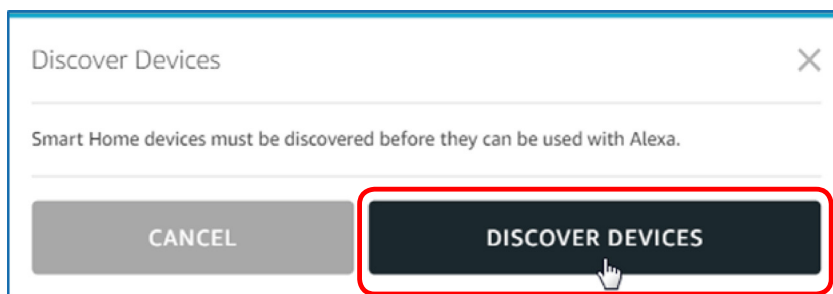 Discover Devices
Smart Home devices must be discovered before they can be used with Alexa.
CANCEL DISCOVER DEVICES